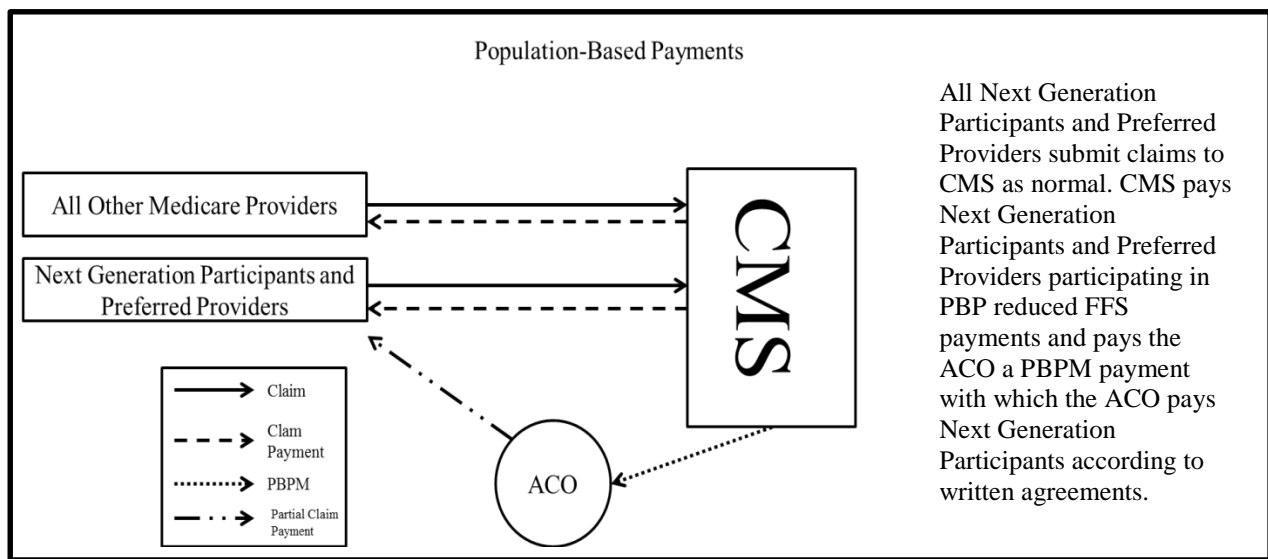 Population-Based Payments
All Other Medicare Providers
Next Generation Participants and
Preferred Providers
CMS
ACO
Claim
Clam
Payment
PBPM
Partial Claim
Payment
All Next Generation
Participants and Preferred
Providers submit claims to
CMS as normal. CMS pays
Next Generation
Participants and Preferred
Providers participating in
PBP reduced FFS
payments and pays the
ACO a PBPM payment
with which the ACO pays
Next Generation
Participants according to
written agreements.